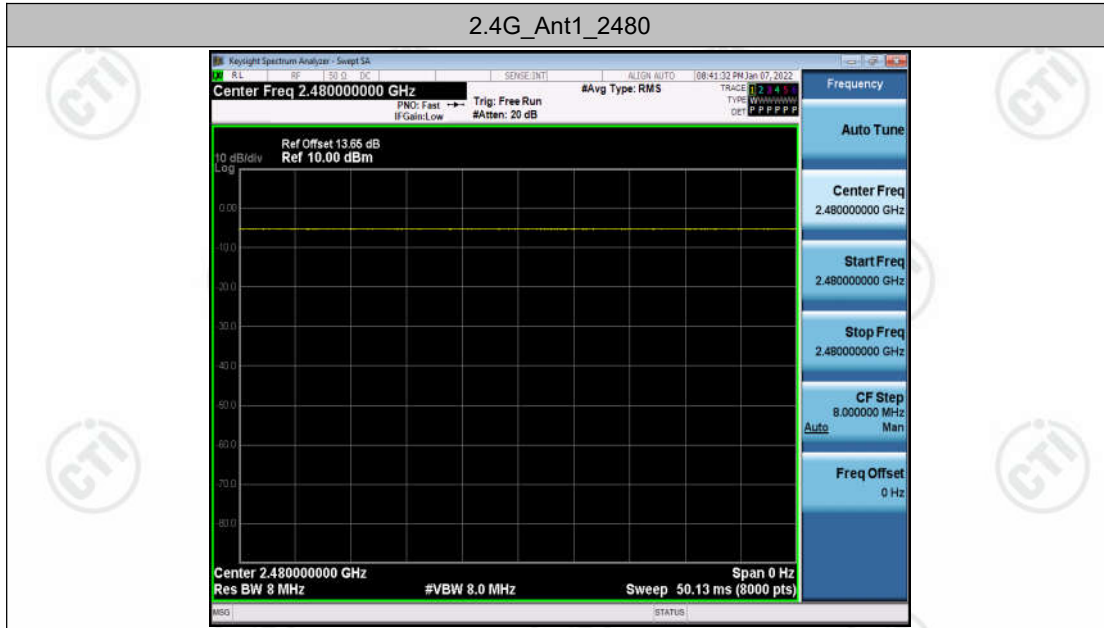 2.4G_Ant1_2480
Keysight Spectrum Analyzer - Swept SA
RL RF 50 Ω DC SENSE:INT ALIGN AUTO 08:41:32 PM Jan 07, 2022
Center Freq 2.480000000 GHz #Avg Type: RMS TRACE 1 2 3 4 5 6
PNO: Fast Trig: Free Run TYPE WWWWWW
IFGain:Low #Atten: 20 dB DET P P P P P P
Ref Offset 13.65 dB
10 dB/div Ref 10.00 dBm
Log
0.00
-10.0
-20.0
-30.0
-40.0
-50.0
-60.0
-70.0
-80.0
Center 2.480000000 GHz Span 0 Hz
Res BW 8 MHz #VBW 8.0 MHz Sweep 50.13 ms (8000 pts)
MSG STATUS
Frequency
Auto Tune
Center Freq
2.480000000 GHz
Start Freq
2.480000000 GHz
Stop Freq
2.480000000 GHz
CF Step
8.000000 MHz
Auto Man
Freq Offset
0 Hz
CTI
CTI
CTI
CTI